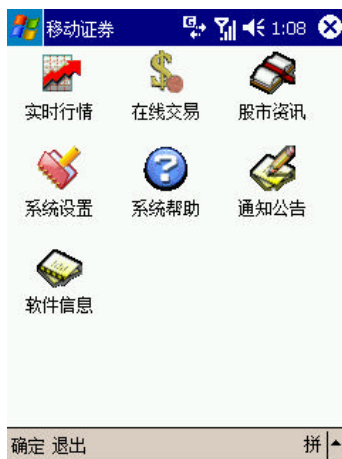 移动证券 1:08
实时行情 在线交易 股市资讯
系统设置 系统帮助 通知公告
软件信息
确定 退出 拼